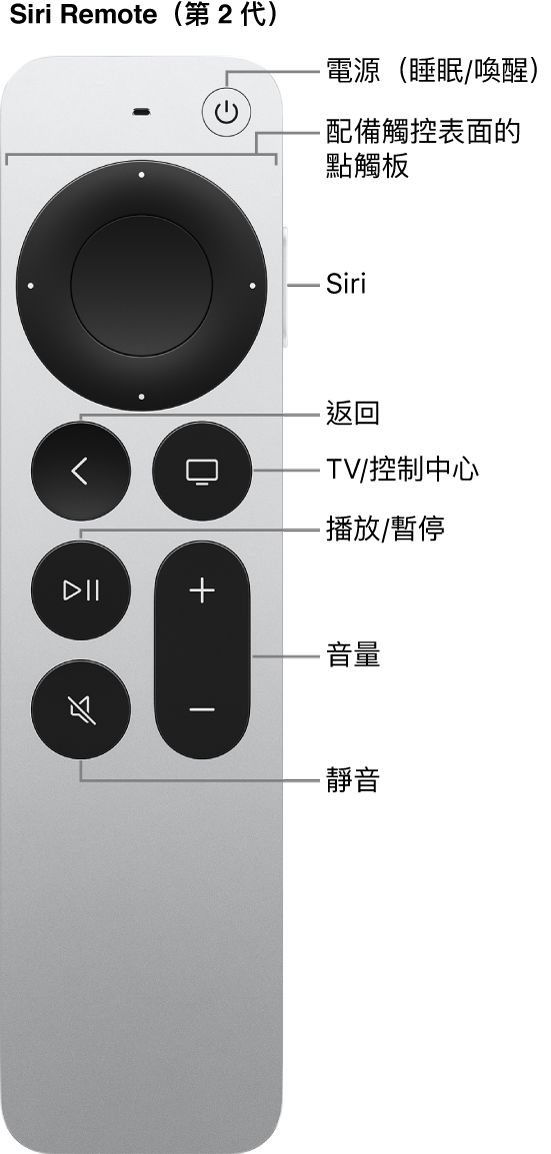 Siri Remote（第 2 代）
電源（睡眠/喚醒）
配備觸控表面的
點觸板
Siri
返回
TV/控制中心
播放/暫停
音量
靜音